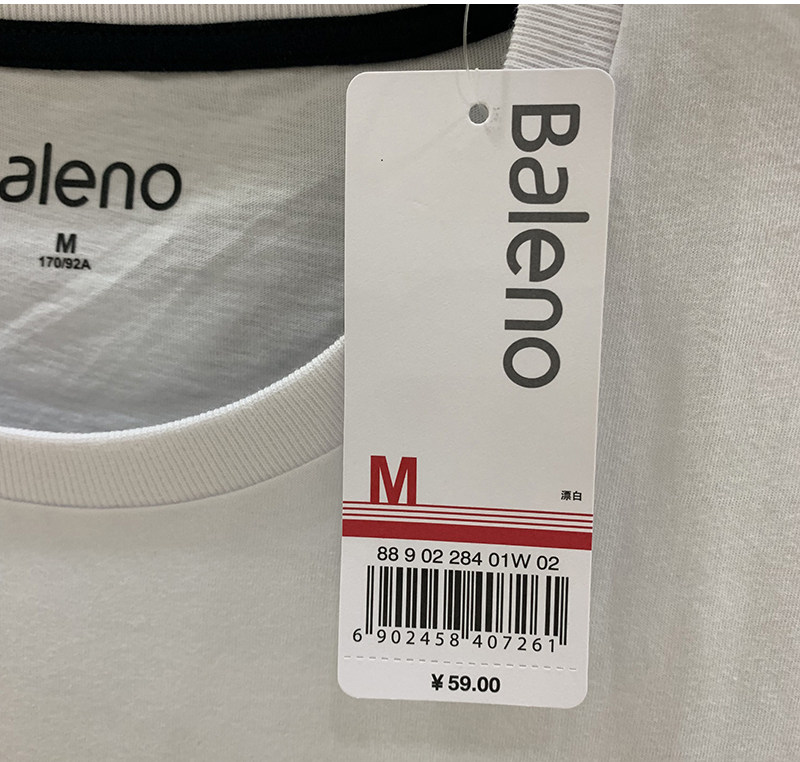 aleno
M
170/92A
Baleno
M
漂白
88 9 02 284 01W 02
6 902458 407261
¥59.00